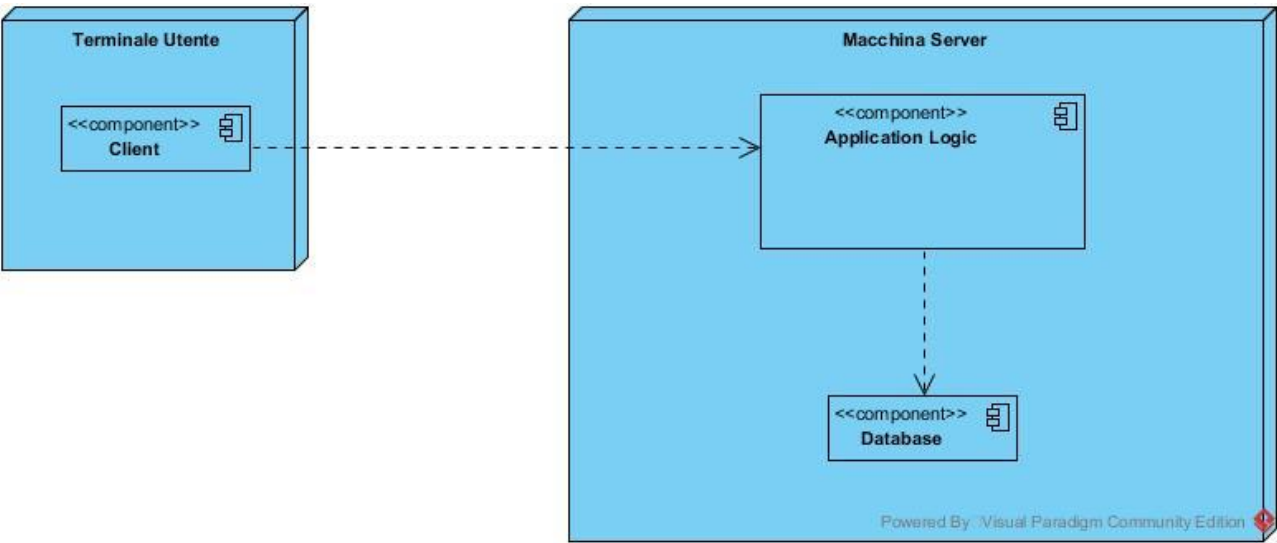 Terminale Utente
<<component>>
Client
Macchina Server
<<component>>
Application Logic
<<component>>
Database
Powered By Visual Paradigm Community Edition